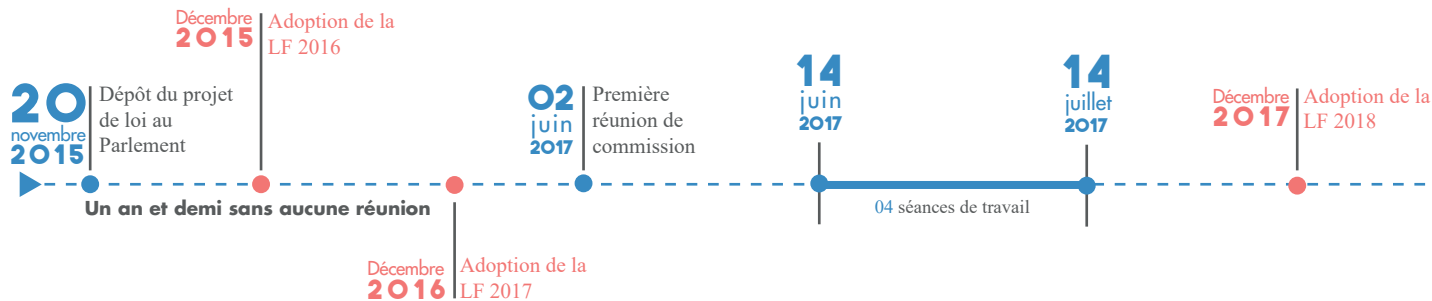 20
novembre
2015
Dépôt du projet
de loi au
Parlement
Décembre
2015
Adoption de la
LF 2016
Un an et demi sans aucune réunion
Décembre
2016
Adoption de la
LF 2017
02
juin
2017
Première
réunion de
commission
14
juin
2017
04 séances de travail
14
juillet
2017
Décembre
2017
Adoption de la
LF 2018